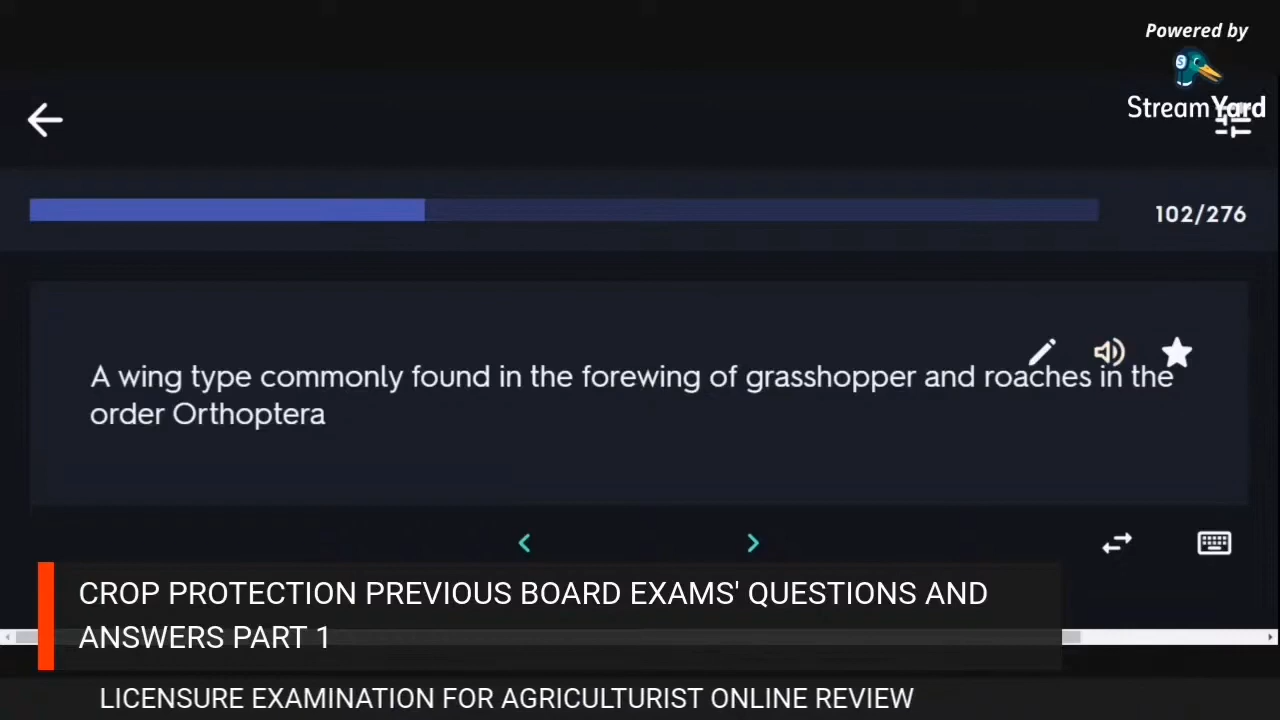 Powered by
StreamYard
102/276
A wing type commonly found in the forewing of grasshopper and roaches in the
order Orthoptera
CROP PROTECTION PREVIOUS BOARD EXAMS' QUESTIONS AND
ANSWERS PART 1
LICENSURE EXAMINATION FOR AGRICULTURIST ONLINE REVIEW